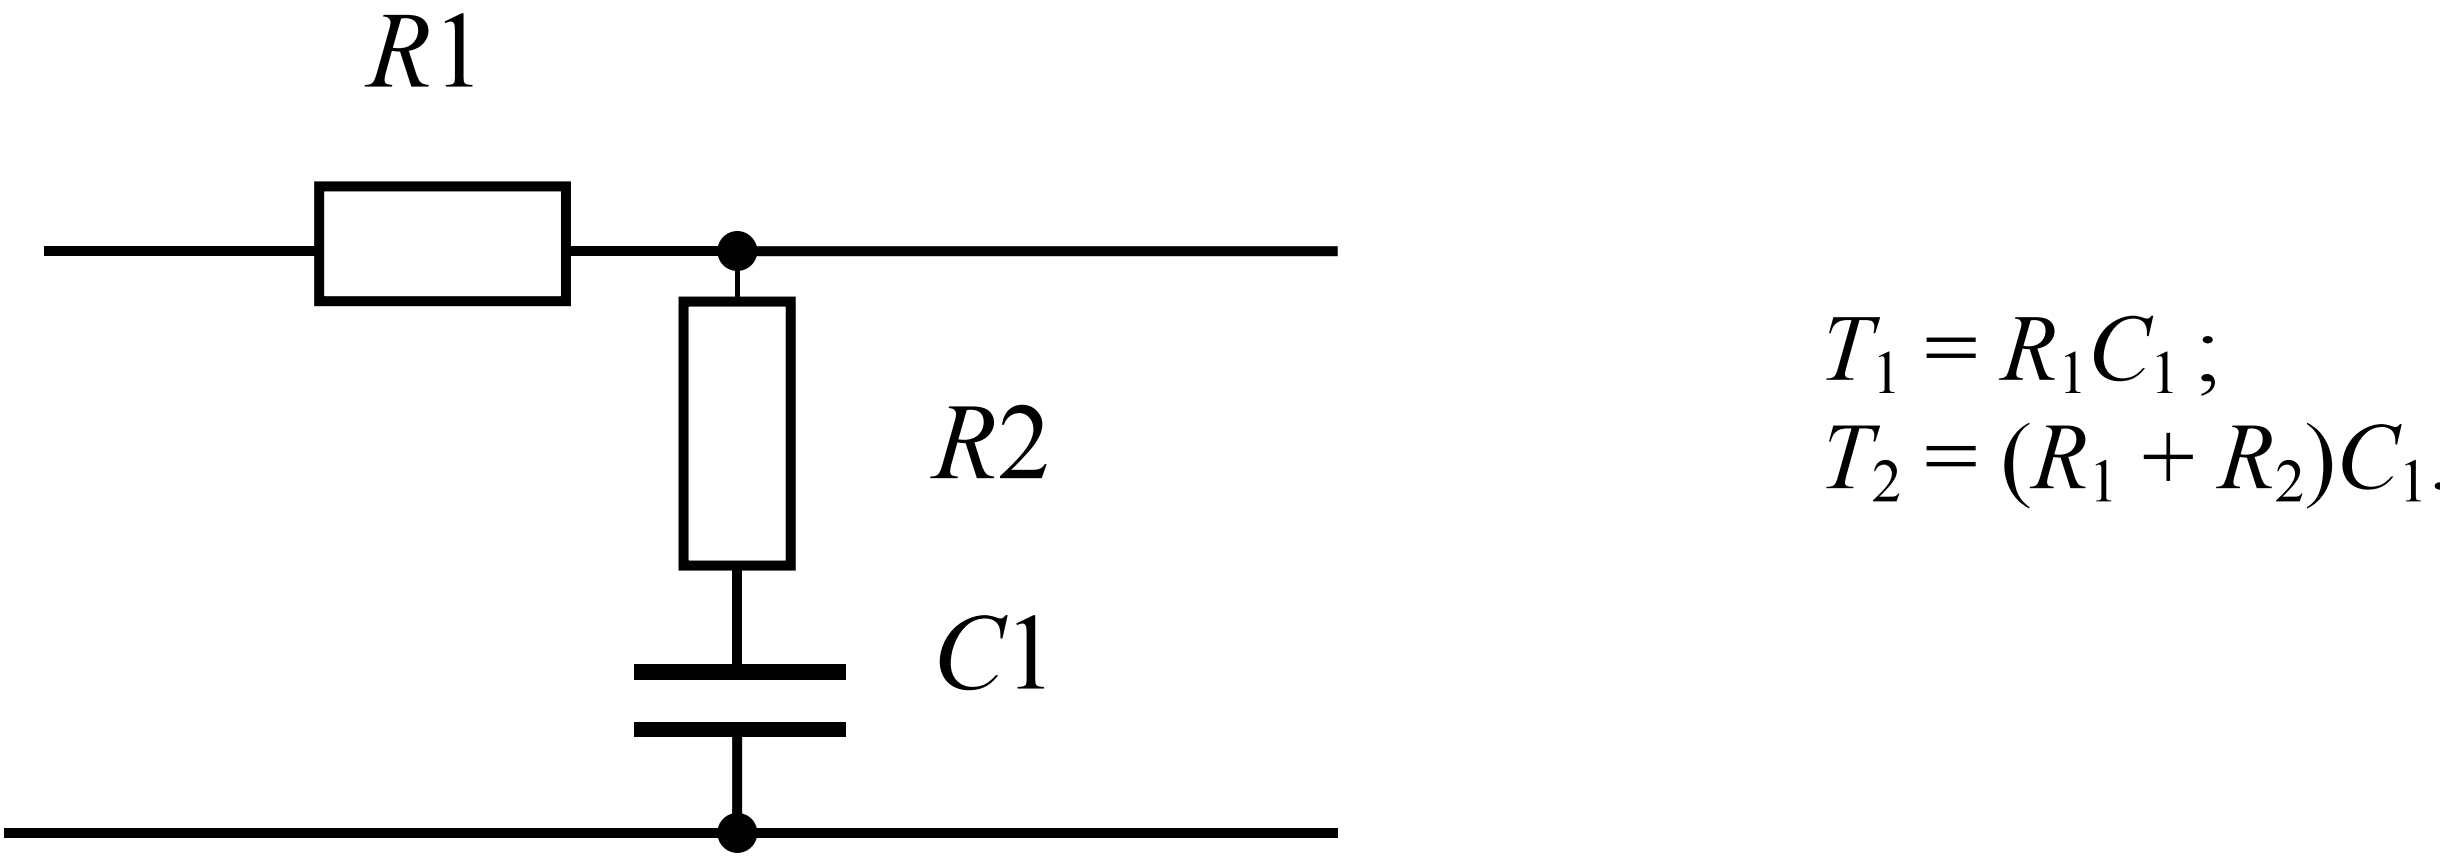 R1
R2
C1
T₁ = R₁C₁ ;
T₂ = (R₁ + R₂)C₁.